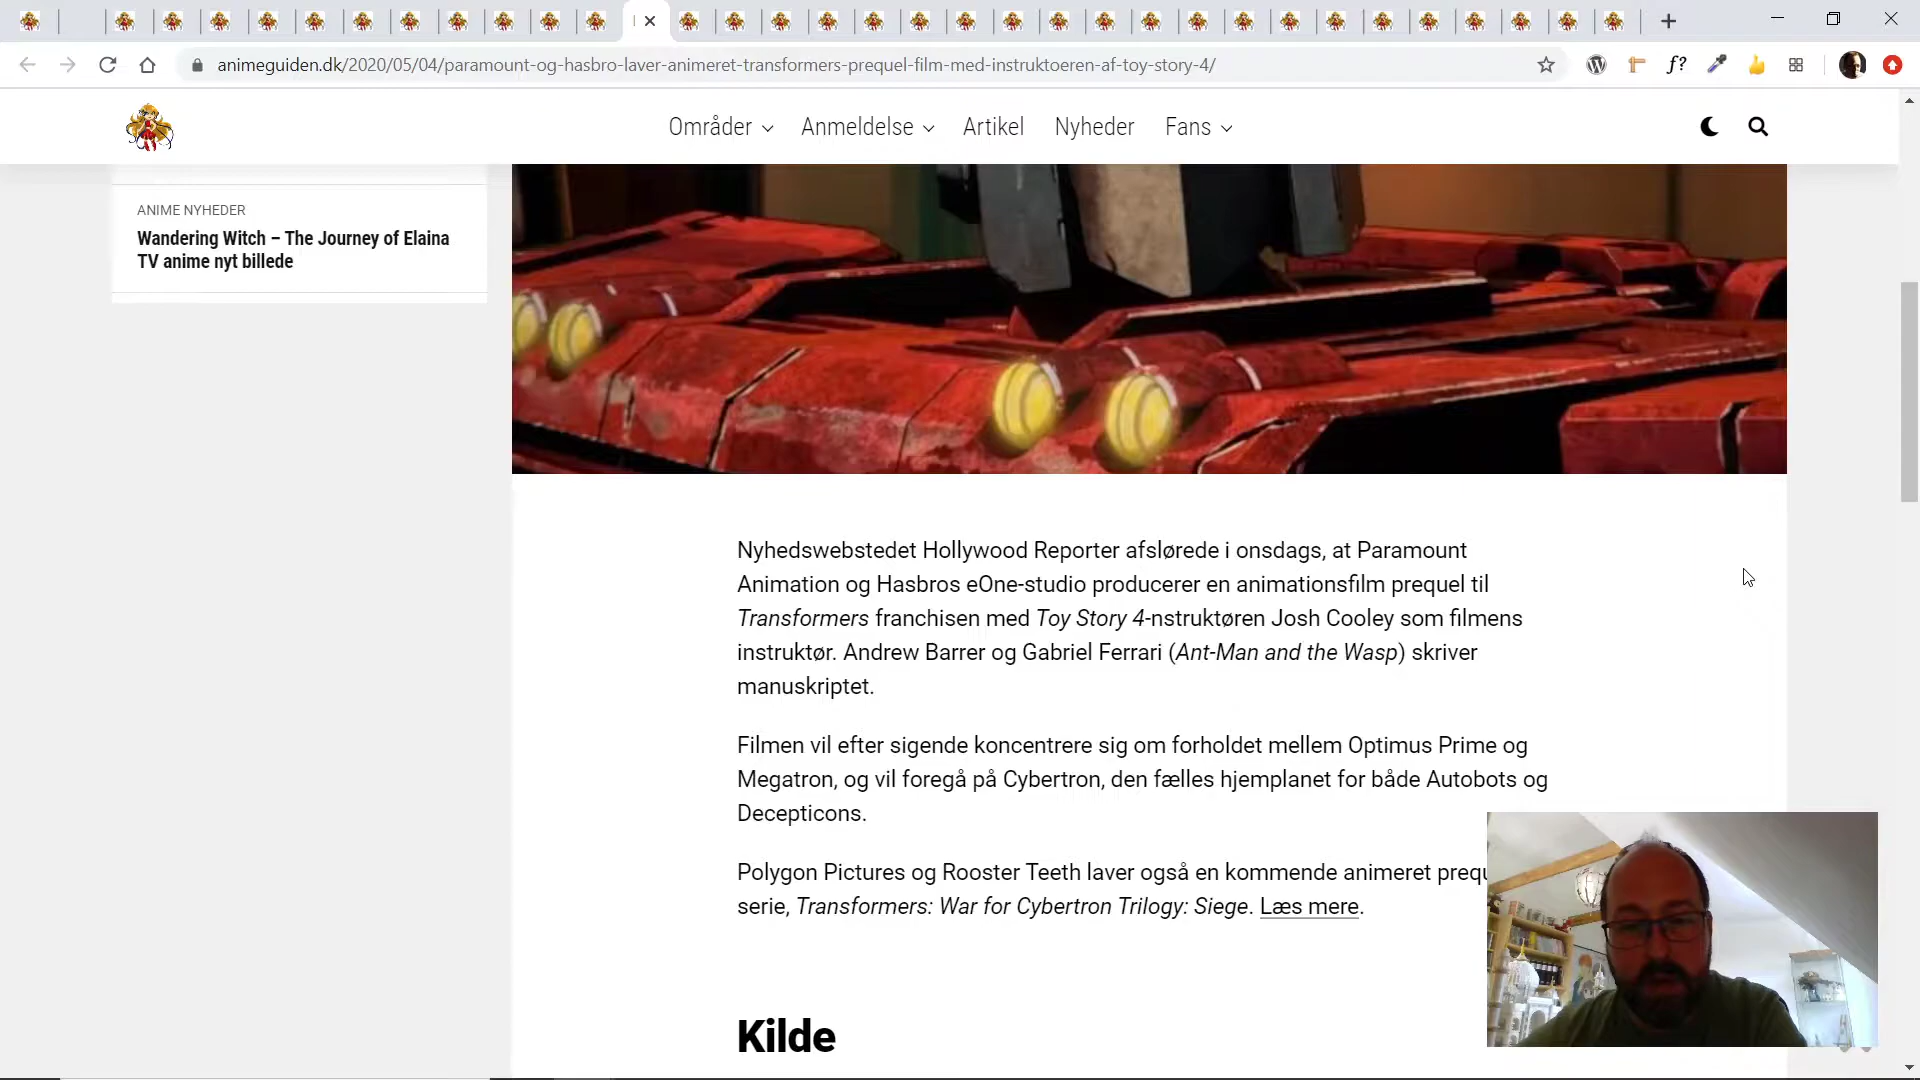 animeguiden.dk/2020/05/04/paramount-og-hasbro-laver-animeret-transformers-prequel-film-med-instruktoeren-af-toy-story-4/
f?
Områder
Anmeldelse
Artikel
Nyheder
Fans
ANIME NYHEDER
Wandering Witch – The Journey of Elaina
TV anime nyt billede
Nyhedswebstedet Hollywood Reporter afslørede i onsdags, at Paramount
Animation og Hasbros eOne-studio producerer en animationsfilm prequel til
Transformers franchisen med Toy Story 4-nstruktøren Josh Cooley som filmens
instruktør. Andrew Barrer og Gabriel Ferrari (Ant-Man and the Wasp) skriver
manuskriptet.
Filmen vil efter sigende koncentrere sig om forholdet mellem Optimus Prime og
Megatron, og vil foregå på Cybertron, den fælles hjemplanet for både Autobots og
Decepticons.
Polygon Pictures og Rooster Teeth laver også en kommende animeret
serie, Transformers: War for Cybertron Trilogy: Siege. Læs mere.
Kilde